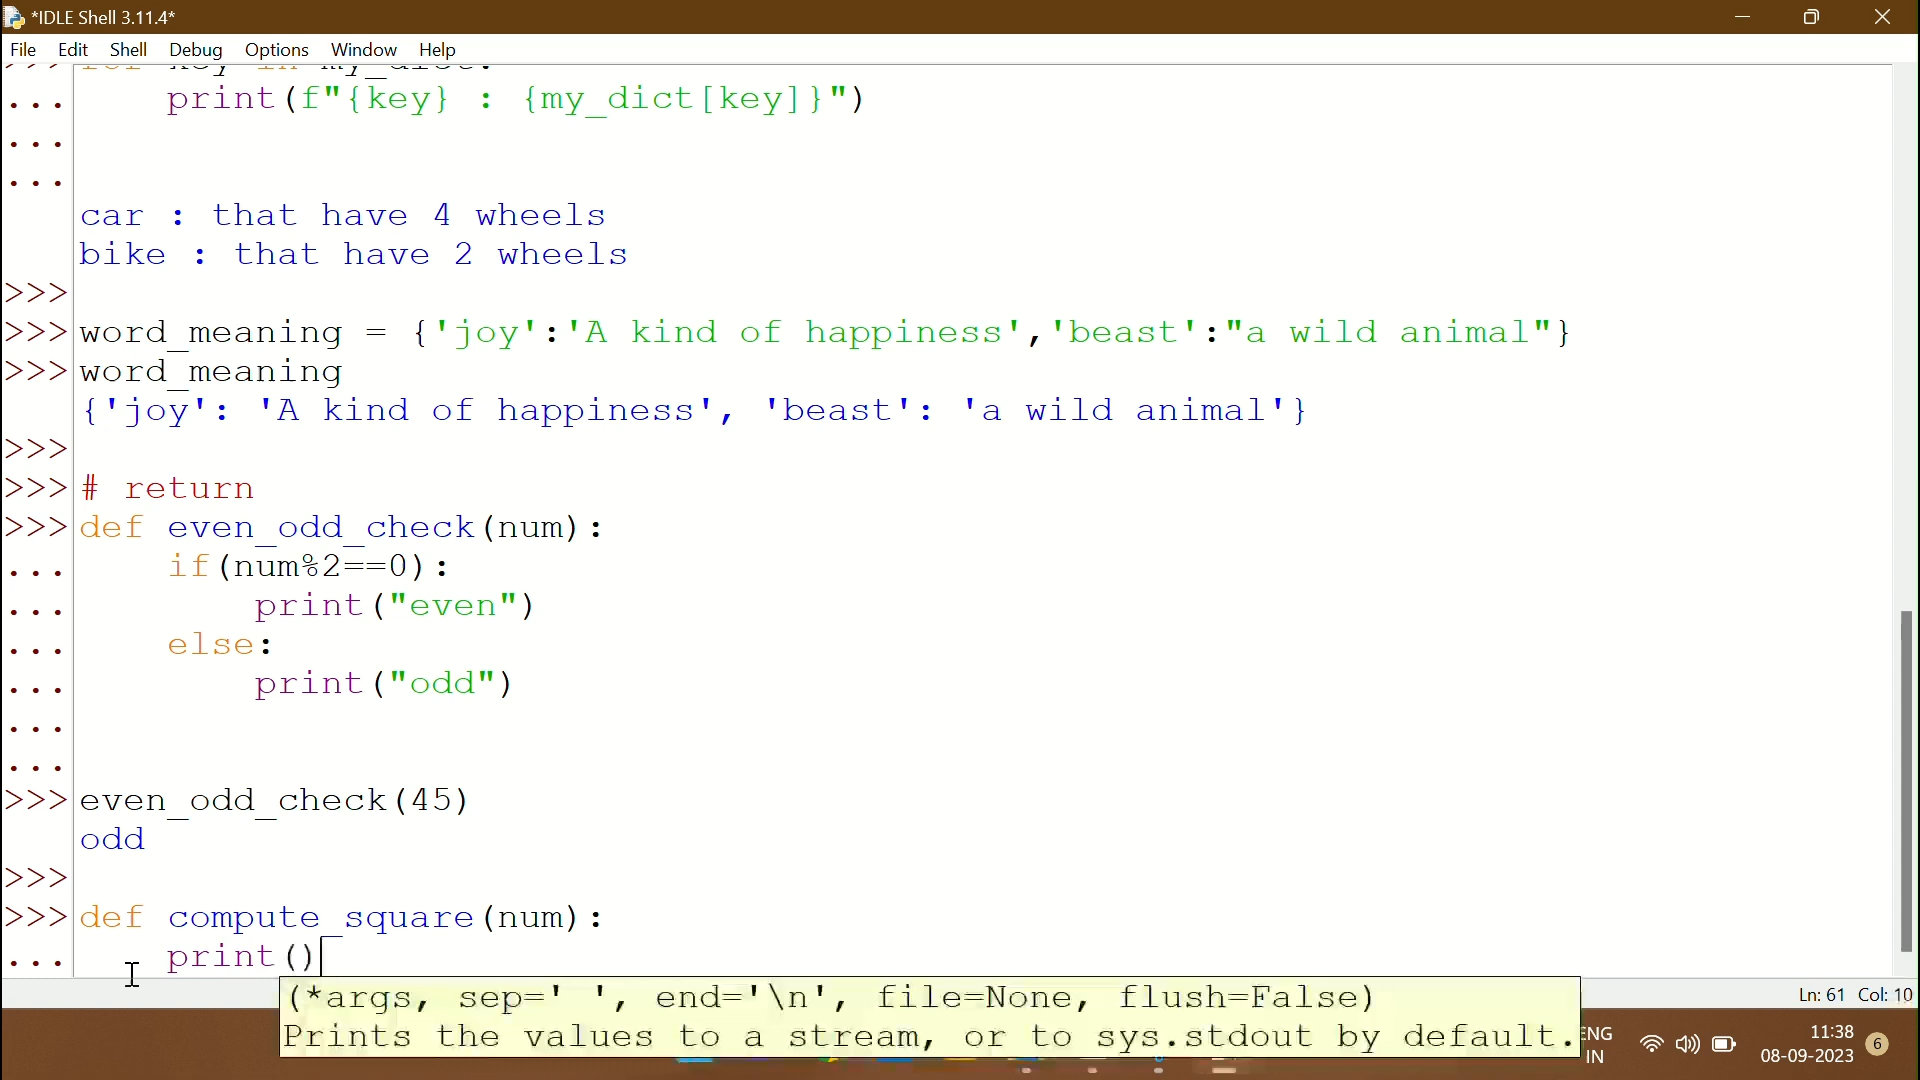 *IDLE Shell 3.11.4*
File Edit Shell Debug Options Window Help
>>> for key in my_dict:
...     print(f"{key} : {my_dict[key]}")
...
...
car : that have 4 wheels
bike : that have 2 wheels
>>>
>>> word_meaning = {'joy':'A kind of happiness','beast':"a wild animal"}
>>> word_meaning
{'joy': 'A kind of happiness', 'beast': 'a wild animal'}
>>>
>>> # return
>>> def even_odd_check(num):
...     if(num%2==0):
...         print("even")
...     else:
...         print("odd")
...
...
>>> even_odd_check(45)
odd
>>>
>>> def compute_square(num):
...     print()
(*args, sep=' ', end='\n', file=None, flush=False)
Prints the values to a stream, or to sys.stdout by default.
Ln: 61 Col: 10
ENG
IN
11:38
08-09-2023
6